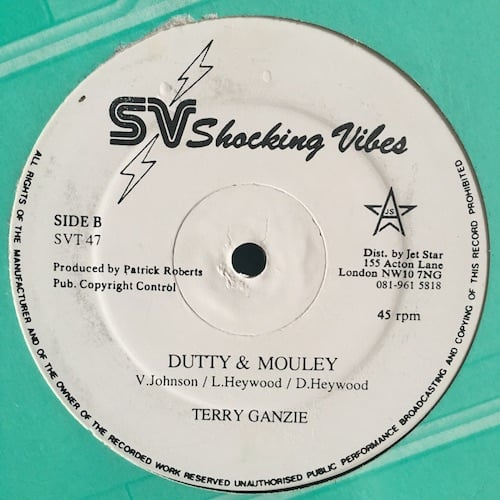 SV Shocking Vibes
SIDE B
SVT 47
Produced by Patrick Roberts
Pub. Copyright Control
JS
Dist. by Jet Star
155 Acton Lane
London NW10 7NG
081-961 5818
45 rpm
DUTTY & MOULEY
V.Johnson / L.Heywood / D.Heywood
TERRY GANZIE
ALL RIGHTS OF THE MANUFACTURER AND OF THE OWNER OF THE RECORDED WORK RESERVED UNAUTHORISED PUBLIC PERFORMANCE BROADCASTING AND COPYING OF THIS RECORD PROHIBITED